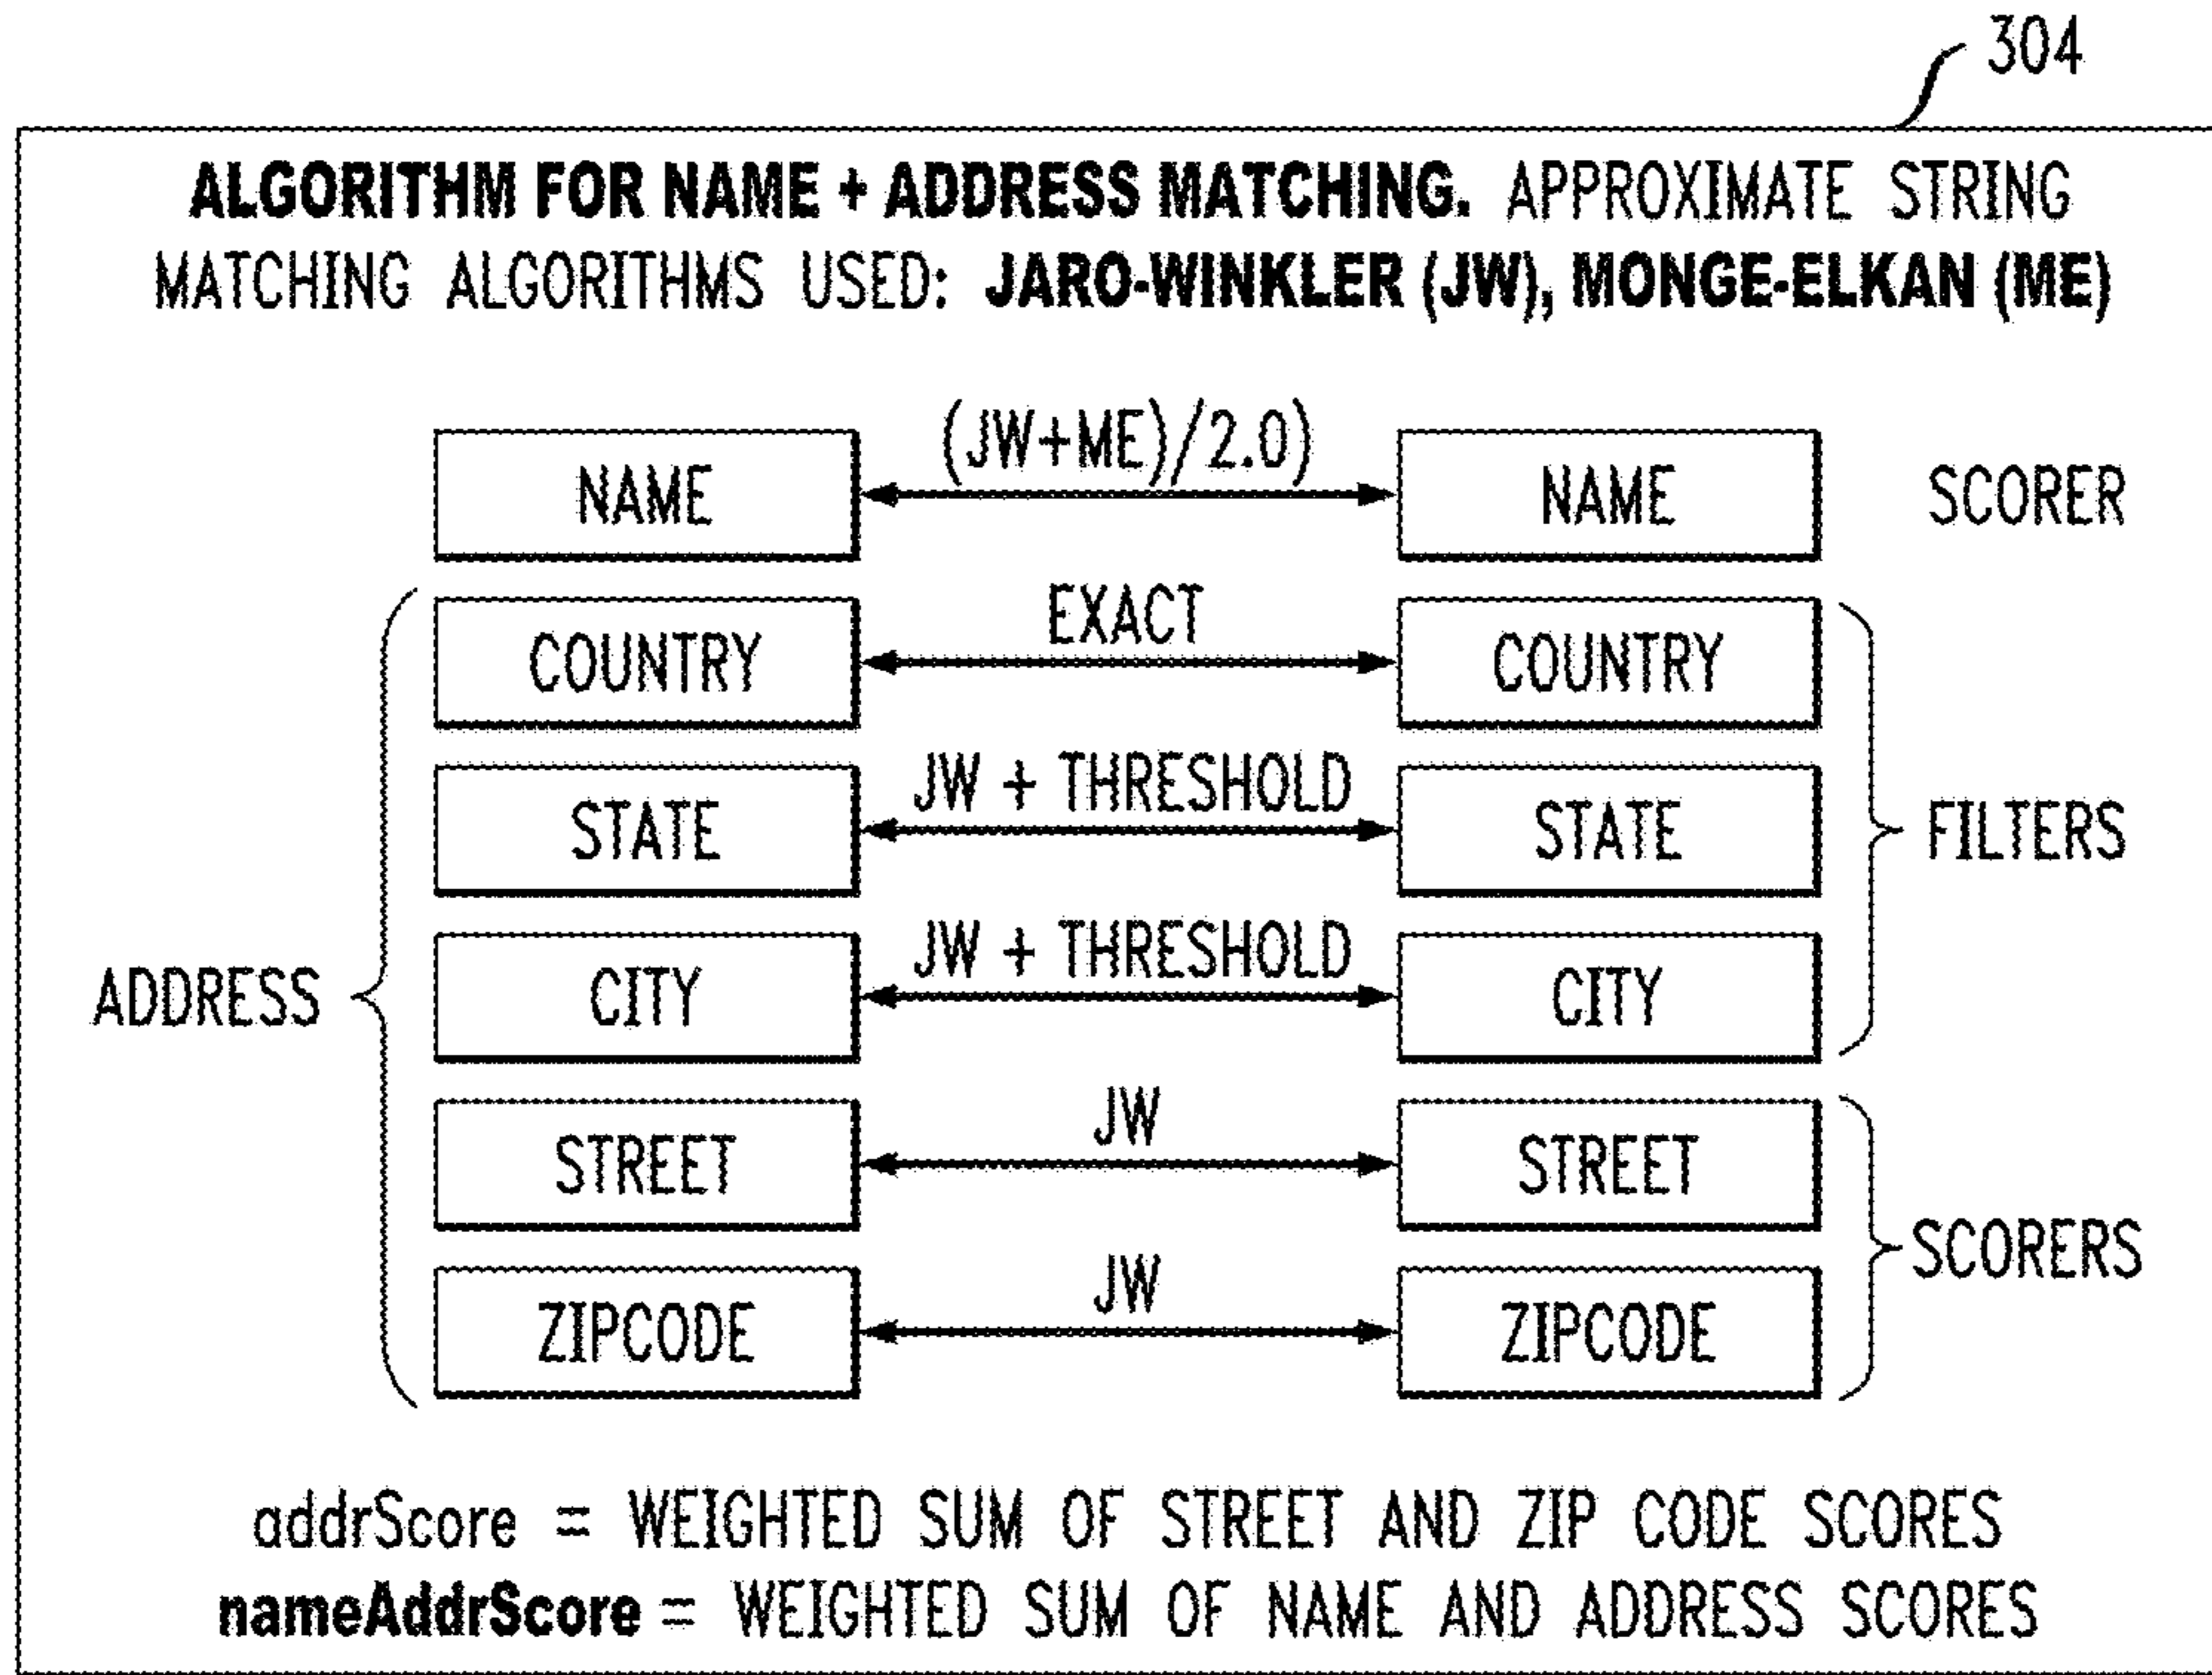 304
ALGORITHM FOR NAME + ADDRESS MATCHING. APPROXIMATE STRING
MATCHING ALGORITHMS USED: JARO-WINKLER (JW), MONGE-ELKAN (ME)
NAME (JW+ME)/2.0) NAME SCORER
COUNTRY EXACT COUNTRY
STATE JW + THRESHOLD STATE FILTERS
ADDRESS CITY JW + THRESHOLD CITY
STREET JW STREET
SCORERS
ZIPCODE JW ZIPCODE
addrScore = WEIGHTED SUM OF STREET AND ZIP CODE SCORES
nameAddrScore = WEIGHTED SUM OF NAME AND ADDRESS SCORES